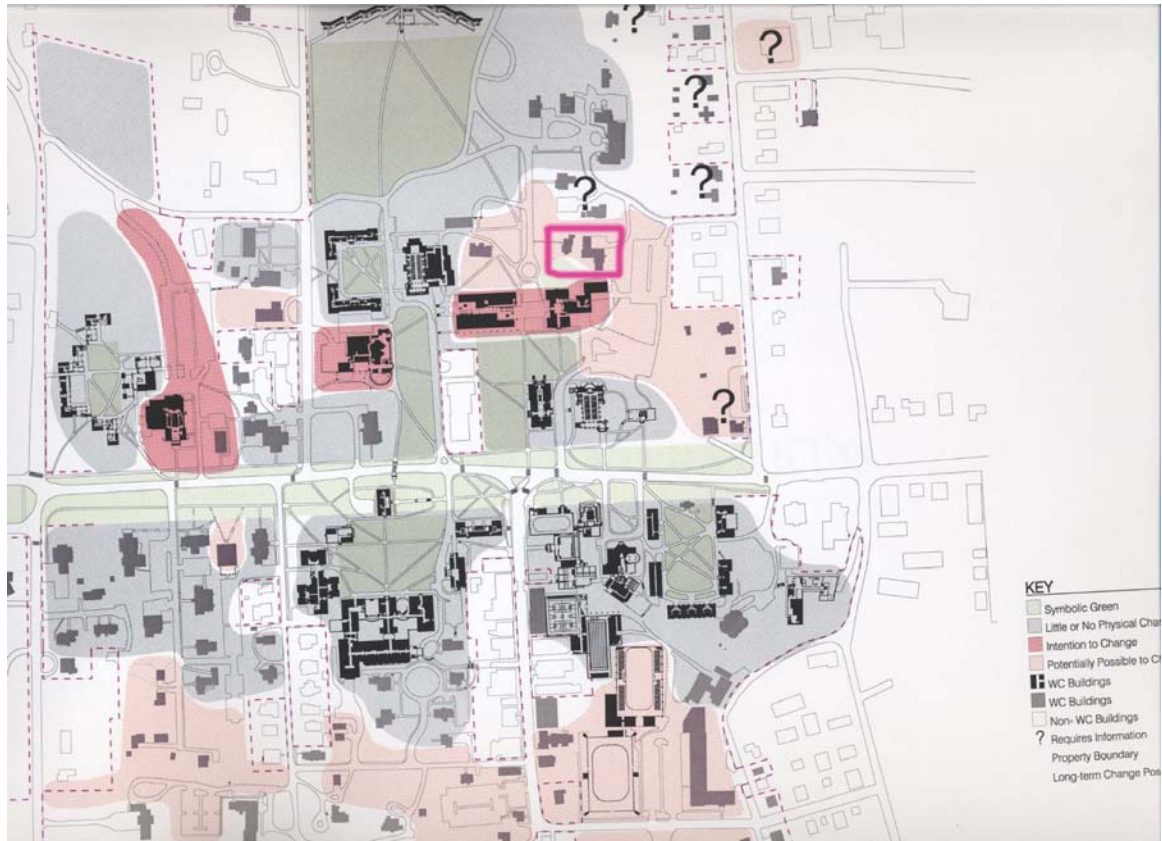 ?
?
?
?
?
?
KEY
Symbolic Green
Little or No Physical Cha
Intention to Change
Potentially Possible to C
WC Buildings
WC Buildings
Non- WC Buildings
? Requires Information
Property Boundary
Long-term Change Pos